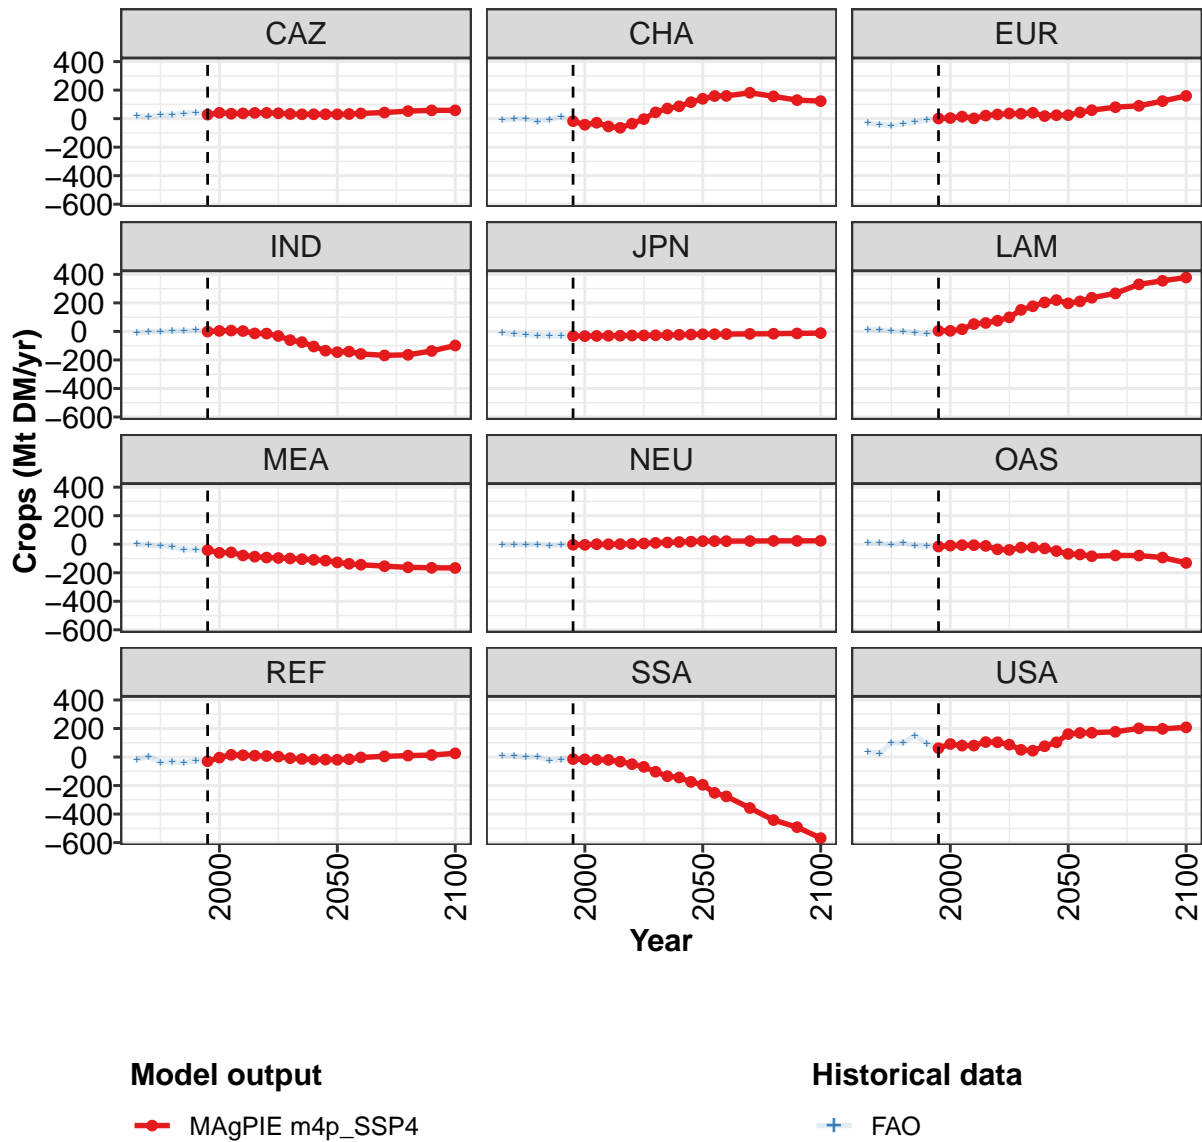 CAZ CHA EUR
400
200
0
−200
−400
−600
IND JPN LAM
400
200
0
−200
−400
−600
MEA NEU OAS
400
200
0
−200
−400
−600
REF SSA USA
400
200
0
−200
−400
−600
Crops (Mt DM/yr)
2000 2050 2100 2000 2050 2100 2000 2050 2100
Year
Model output Historical data
MAgPIE m4p_SSP4 FAO